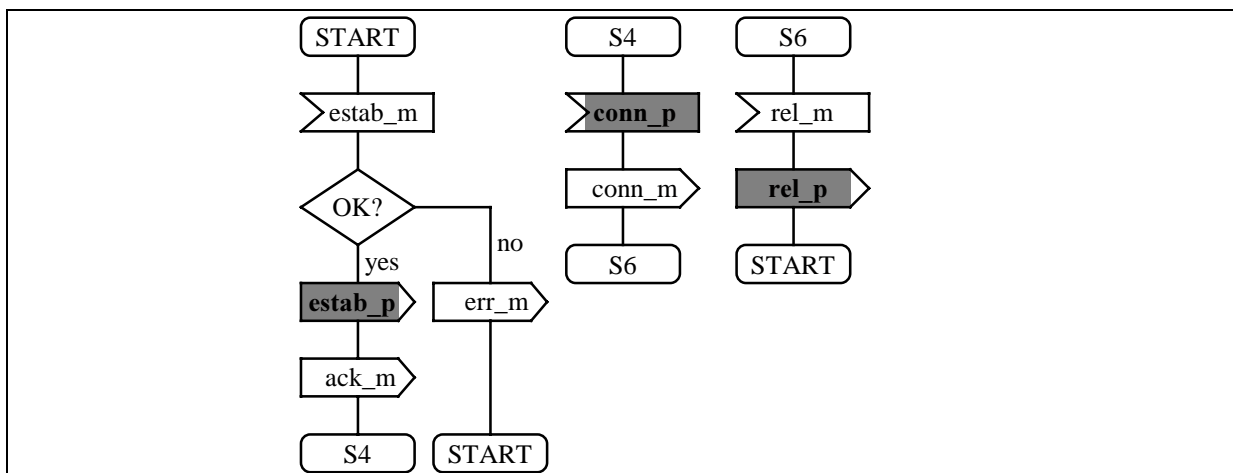 START
estab_m
OK?
no
yes
estab_p
err_m
ack_m
S4
START
S4
conn_p
conn_m
S6
S6
rel_m
rel_p
START